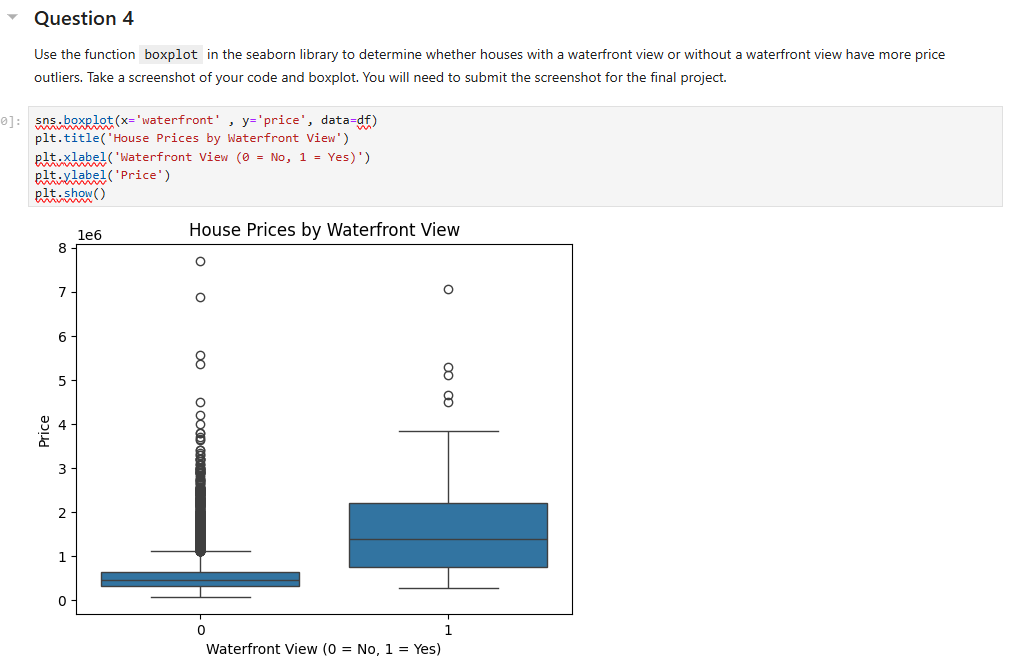 Question 4
Use the function boxplot in the seaborn library to determine whether houses with a waterfront view or without a waterfront view have more price
outliers. Take a screenshot of your code and boxplot. You will need to submit the screenshot for the final project.
0]:
sns.boxplot(x='waterfront' , y='price', data=df)
plt.title('House Prices by Waterfront View')
plt.xlabel('Waterfront View (0 = No, 1 = Yes)')
plt.ylabel('Price')
plt.show()
House Prices by Waterfront View
1e6
8
7
6
5
4
3
2
1
0
Price
0 1
Waterfront View (0 = No, 1 = Yes)